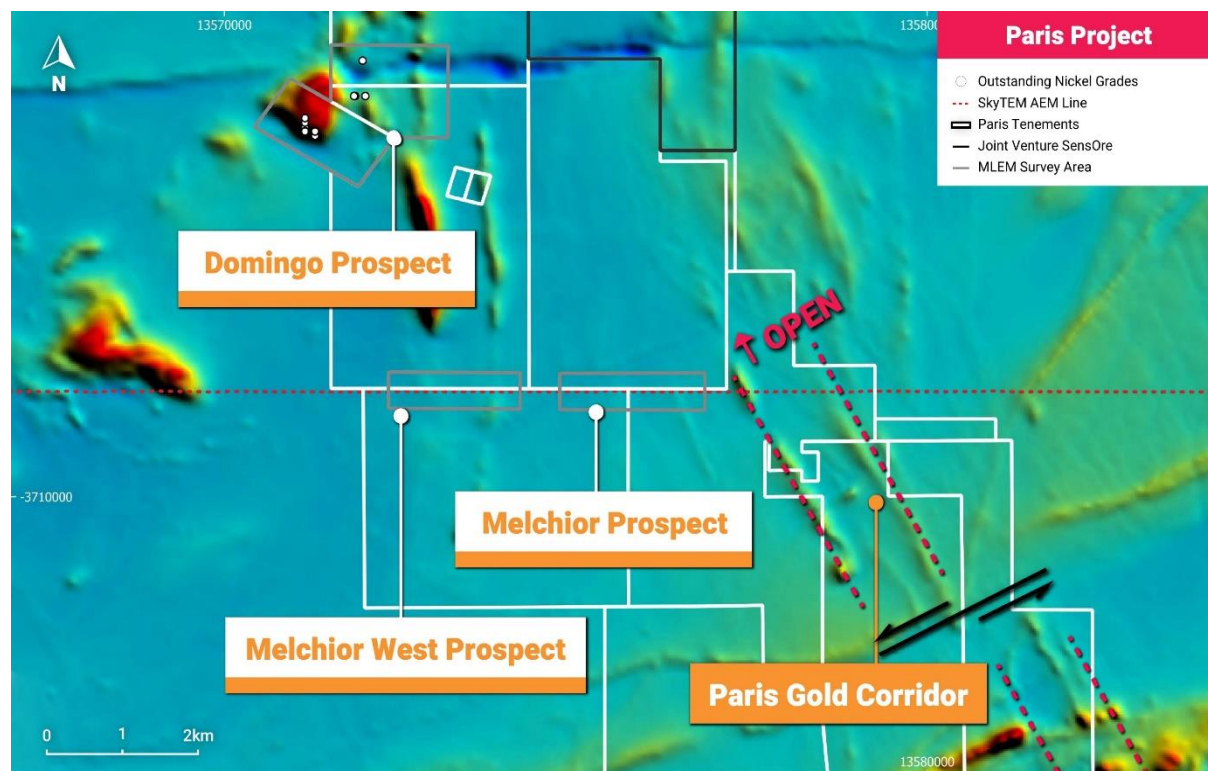 13570000
13580000
Paris Project
N
Outstanding Nickel Grades
SkyTEM AEM Line
Paris Tenements
Joint Venture SensOre
MLEM Survey Area
Domingo Prospect
OPEN
-3710000
Melchior Prospect
Melchior West Prospect
Paris Gold Corridor
0 1 2km
13580000